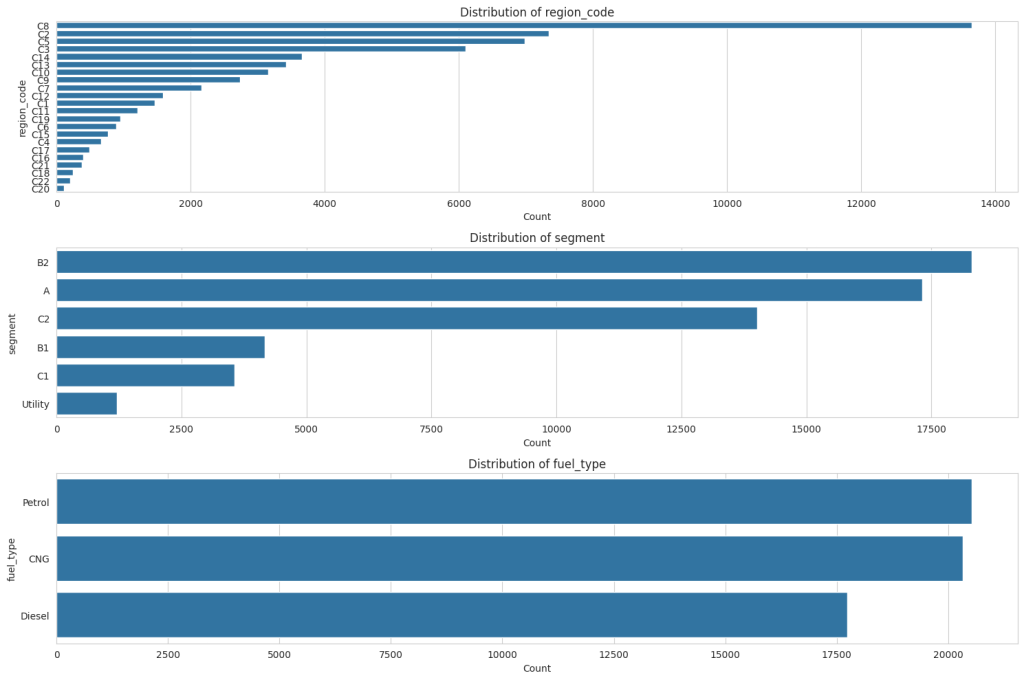 Distribution of region_code
C8
C2
C5
C3
C14
C13
C10
C9
C7
C12
C1
C11
C19
C6
C15
C4
C17
C16
C21
C18
C22
C20
region_code
0 2000 4000 6000 8000 10000 12000 14000
Count
Distribution of segment
B2
A
C2
B1
C1
Utility
segment
0 2500 5000 7500 10000 12500 15000 17500
Count
Distribution of fuel_type
Petrol
CNG
Diesel
fuel_type
0 2500 5000 7500 10000 12500 15000 17500 20000
Count